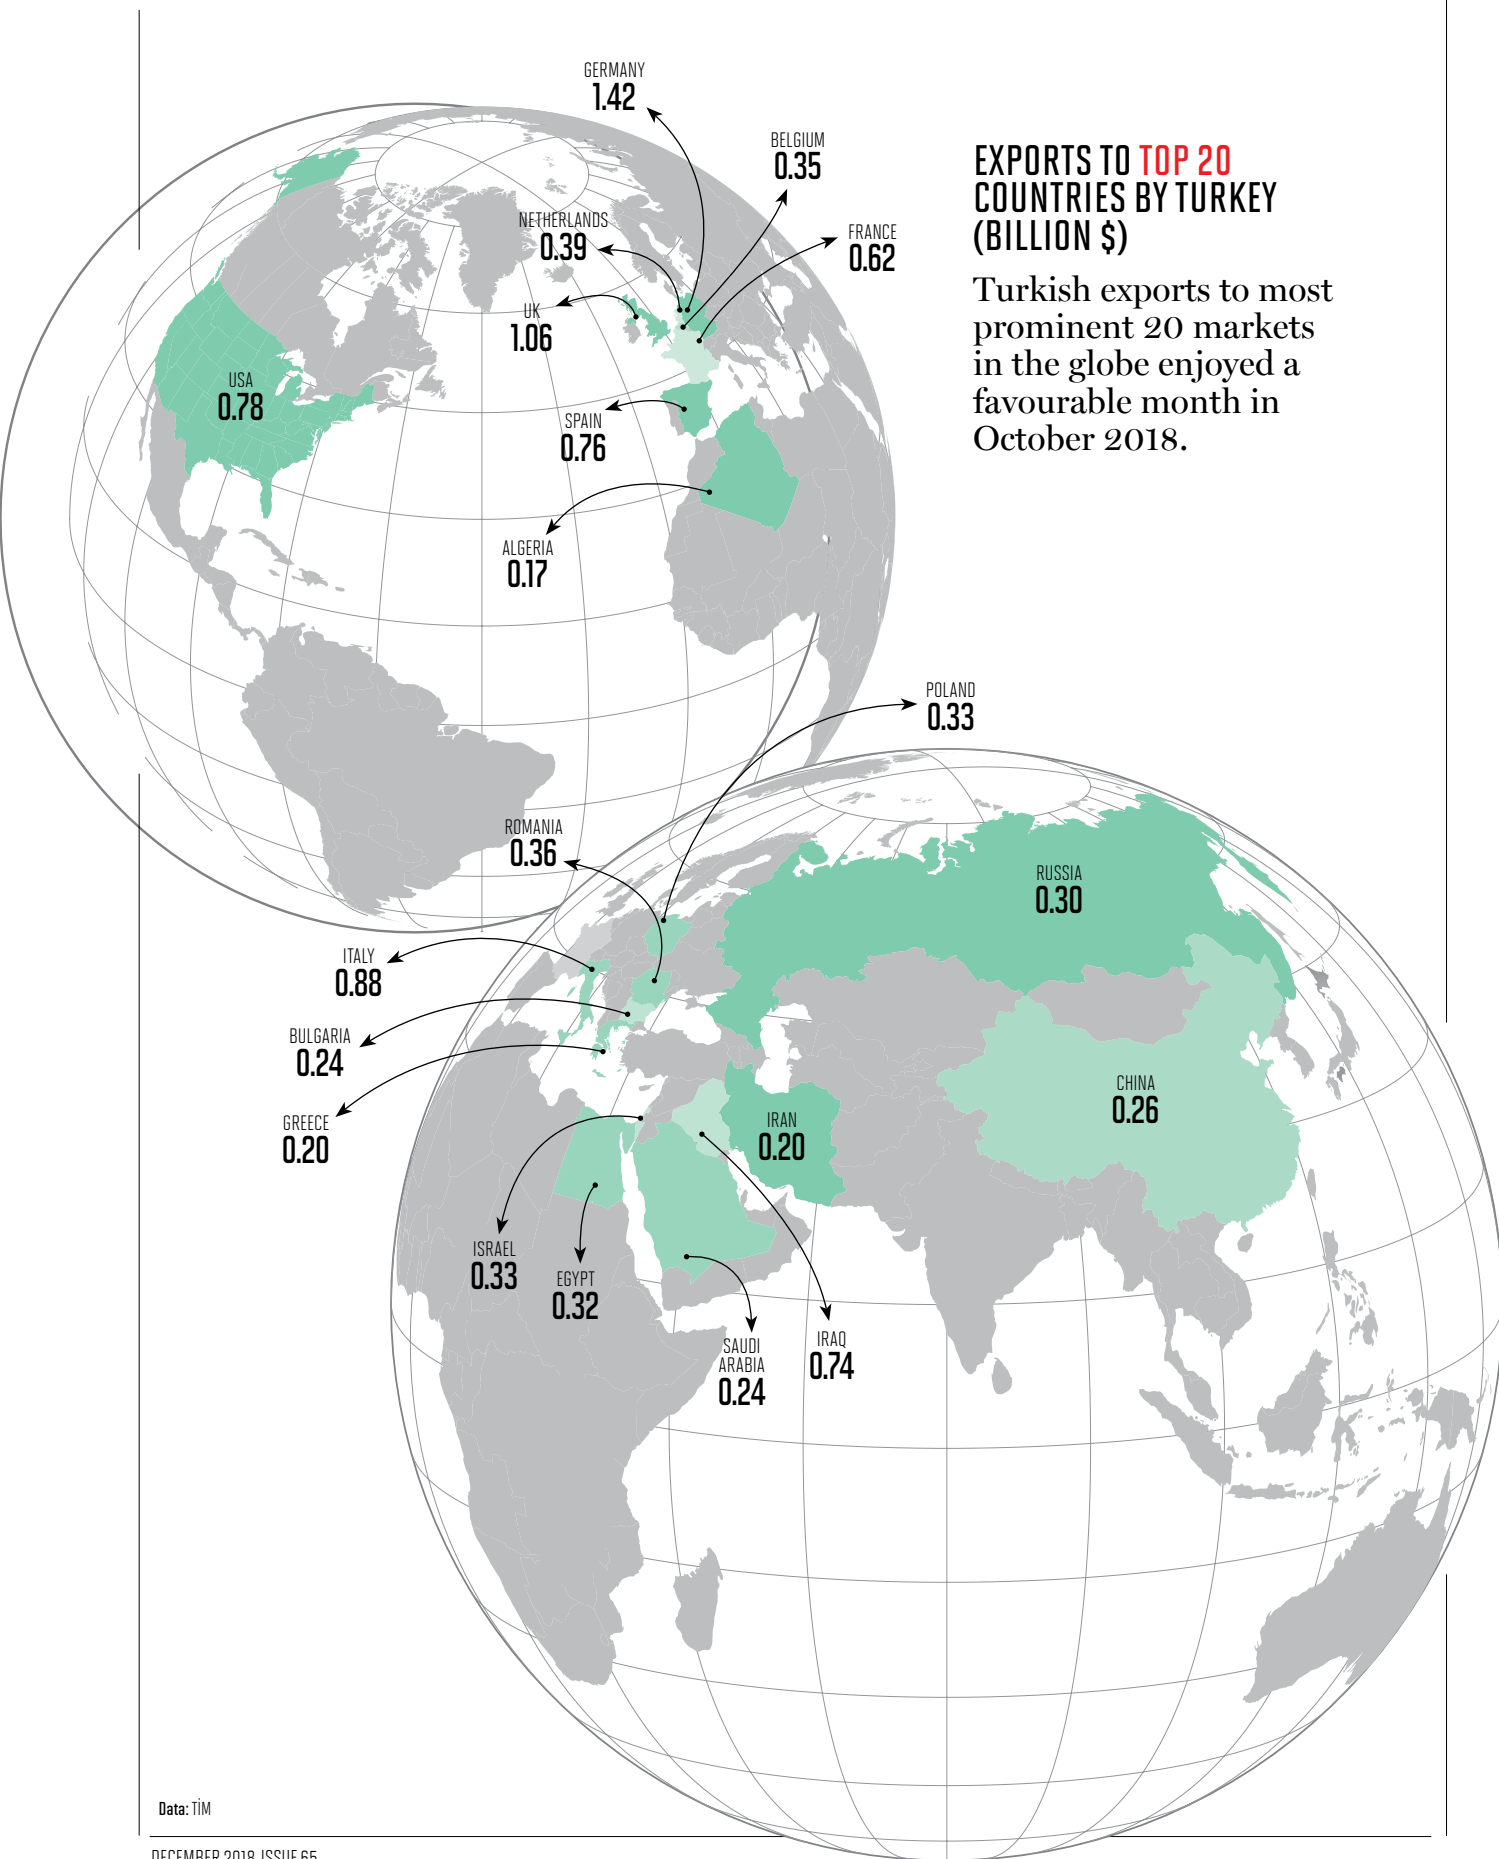 EXPORTS TO TOP 20
COUNTRIES BY TURKEY
(BILLION $)
Turkish exports to most
prominent 20 markets
in the globe enjoyed a
favourable month in
October 2018.
GERMANY
1.42
BELGIUM
0.35
NETHERLANDS
0.39
FRANCE
0.62
UK
1.06
USA
0.78
SPAIN
0.76
ALGERIA
0.17
POLAND
0.33
ROMANIA
0.36
RUSSIA
0.30
ITALY
0.88
BULGARIA
0.24
GREECE
0.20
CHINA
0.26
IRAN
0.20
ISRAEL
0.33
EGYPT
0.32
SAUDI
ARABIA
0.24
IRAQ
0.74
Data: TİM
DECEMBER 2018 ISSUE 65